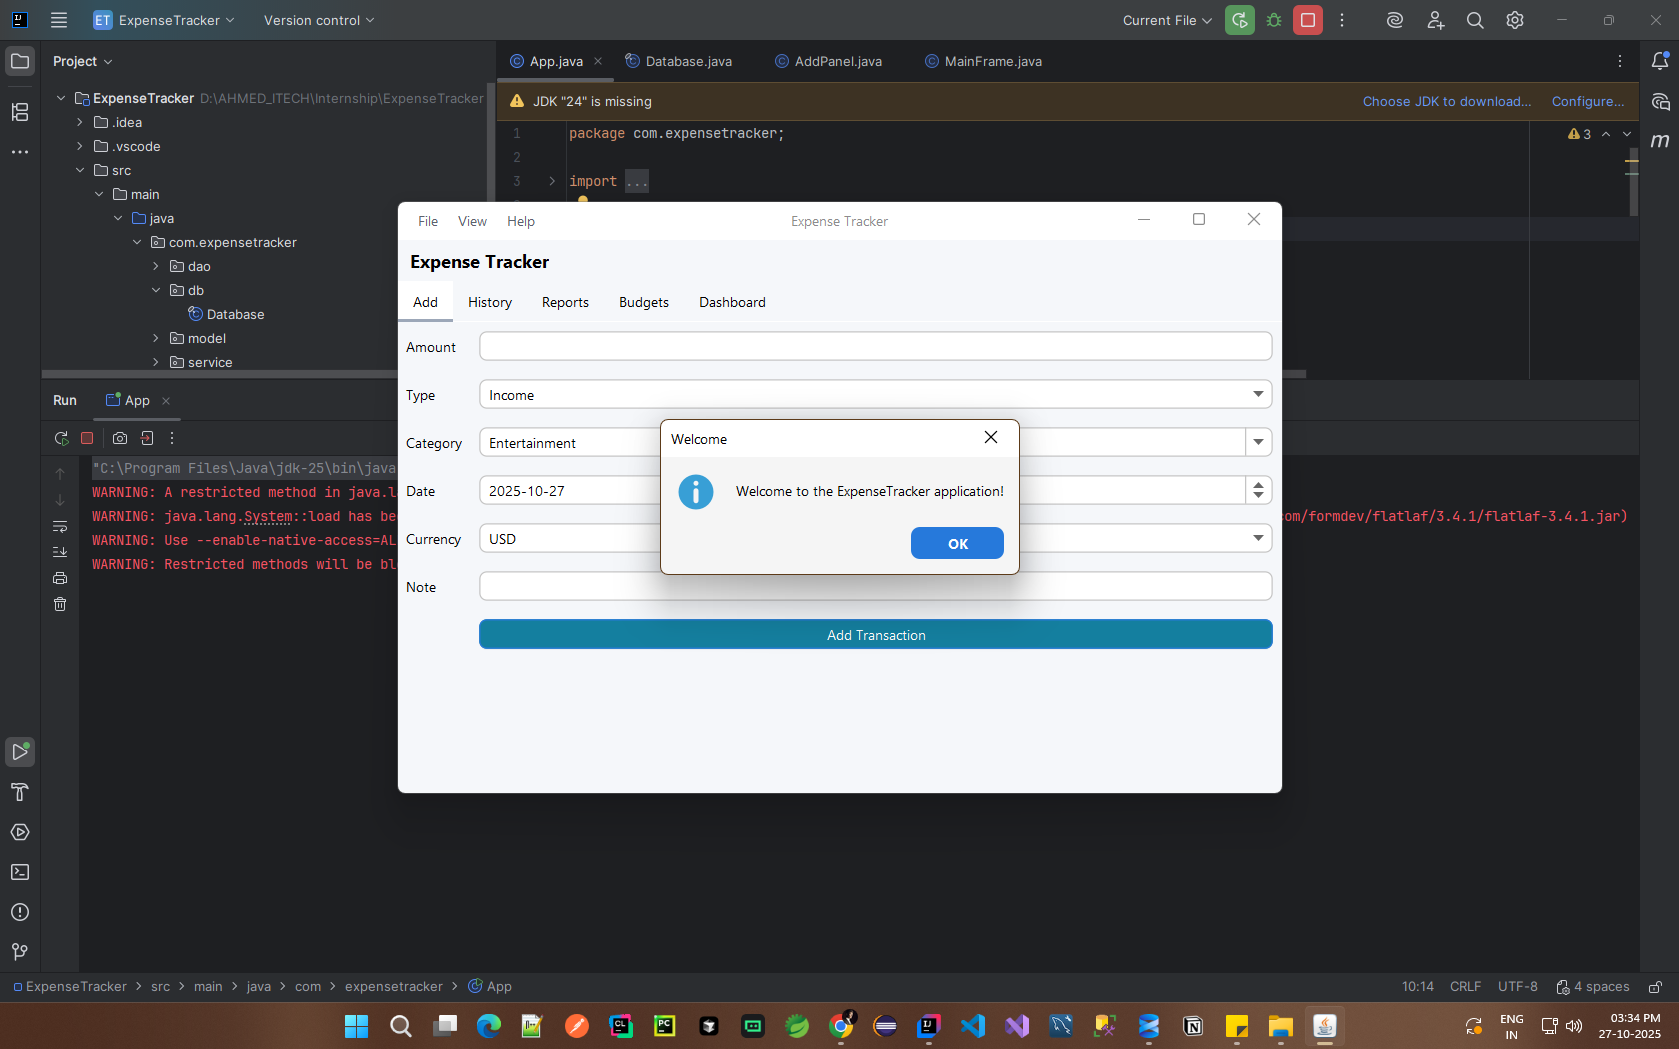 ET ExpenseTracker Version control Current File
Project
App.java Database.java AddPanel.java MainFrame.java
ExpenseTracker D:\AHMED_ITECH\Internship\ExpenseTracker
JDK "24" is missing Choose JDK to download... Configure...
.idea
.vscode
src
main
java
com.expensetracker
dao
db
Database
model
service
1 package com.expensetracker;
2
3 import ...
3
m
File View Help Expense Tracker
Expense Tracker
Add History Reports Budgets Dashboard
Amount
Type Income
Category Entertainment
Date 2025-10-27
Currency USD
Note
Add Transaction
Welcome
Welcome to the ExpenseTracker application!
OK
Run App
"C:\Program Files\Java\jdk-25\bin\java
WARNING: A restricted method in java.l
WARNING: java.lang.System::load has be om/formdev/flatlaf/3.4.1/flatlaf-3.4.1.jar)
WARNING: Use --enable-native-access=AL
WARNING: Restricted methods will be bl
ExpenseTracker > src > main > java > com > expensetracker > App 10:14 CRLF UTF-8 4 spaces
ENG
IN
03:34 PM
27-10-2025